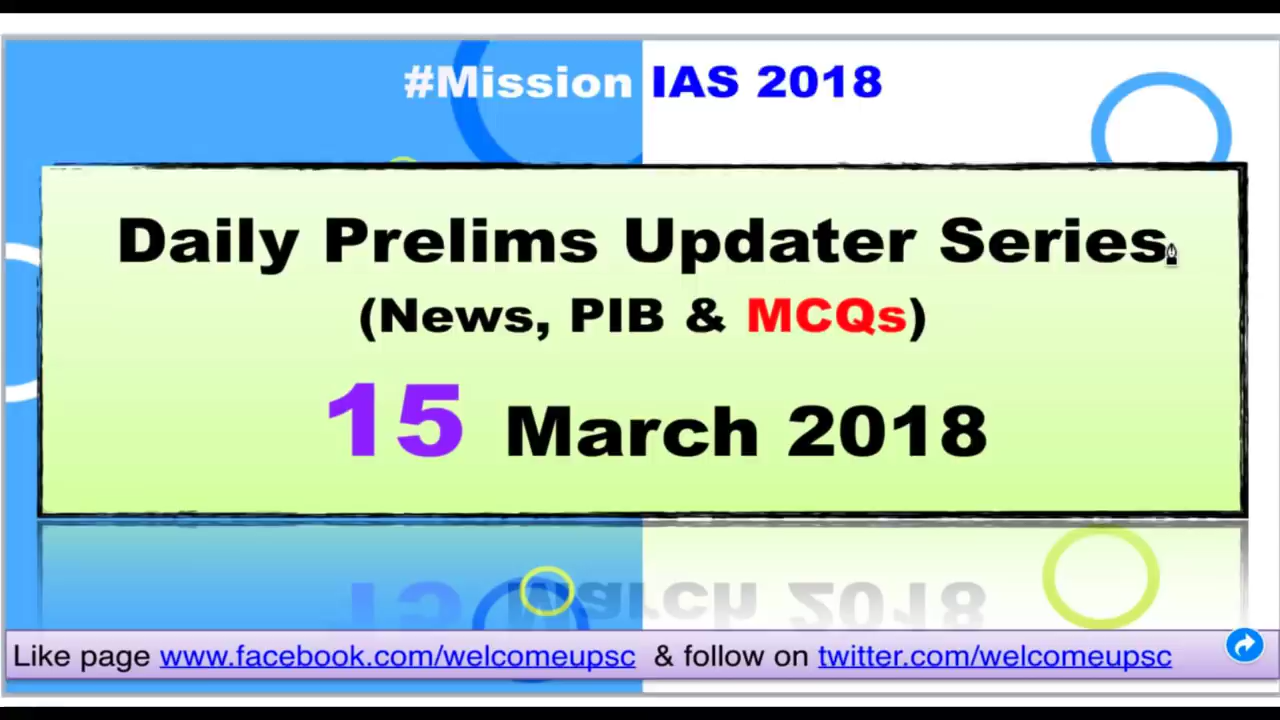 #Mission IAS 2018
Daily Prelims Updater Series
(News, PIB & MCQs)
15 March 2018
Like page www.facebook.com/welcomeupsc & follow on twitter.com/welcomeupsc